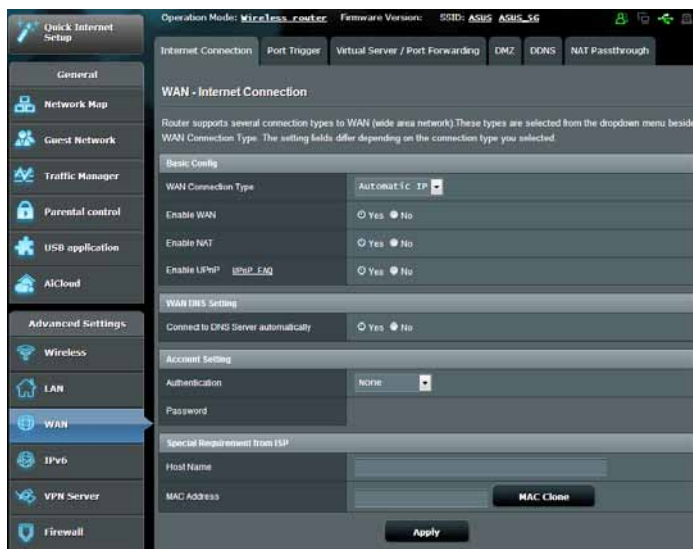 Quick Internet
Setup
Operation Mode: Wireless router Firmware Version: SSID: ASUS ASUS_5G
Internet Connection Port Trigger Virtual Server / Port Forwarding DMZ DDNS NAT Passthrough
General
Network Map
Guest Network
Traffic Manager
Parental control
USB application
AiCloud
Advanced Settings
Wireless
LAN
WAN
IPv6
VPN Server
Firewall
WAN - Internet Connection
Router supports several connection types to WAN (wide area network).These types are selected from the dropdown menu beside
WAN Connection Type. The setting fields differ depending on the connection type you selected.
Basic Config
WAN Connection Type Automatic IP
Enable WAN Yes No
Enable NAT Yes No
Enable UPnP UPnP FAQ Yes No
WAN DNS Setting
Connect to DNS Server automatically Yes No
Account Setting
Authentication None
Password
Special Requirement from ISP
Host Name
MAC Address MAC Clone
Apply